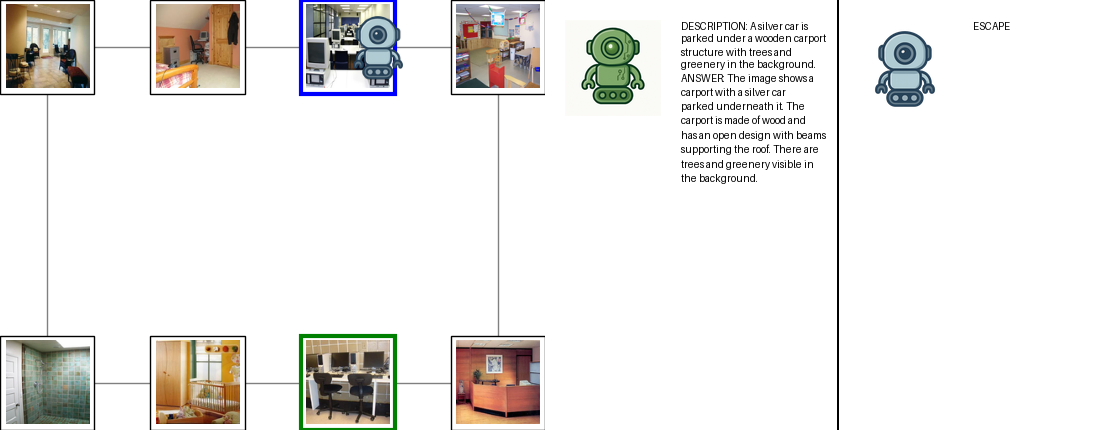 DESCRIPTION: A silver car is
parked under a wooden carport
structure with trees and
greenery in the background.
ANSWER: The image shows a
carport with a silver car
parked underneath it. The
carport is made of wood and
has an open design with beams
supporting the roof. There are
trees and greenery visible in
the background.
ESCAPE